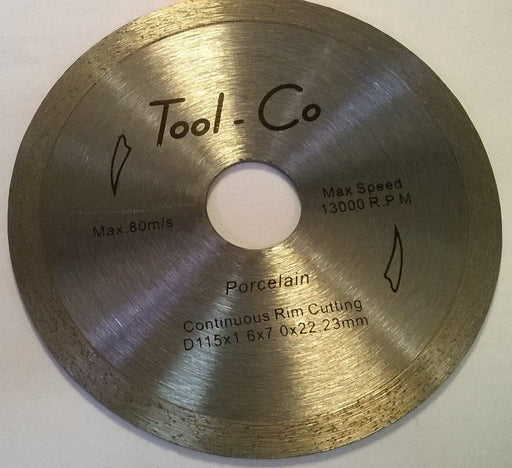 Tool-Co
Max Speed
13000 R.P M
Max.80m/s
Porcelain
Continuous Rim Cutting
D115x1 6x7 0x22 23mm